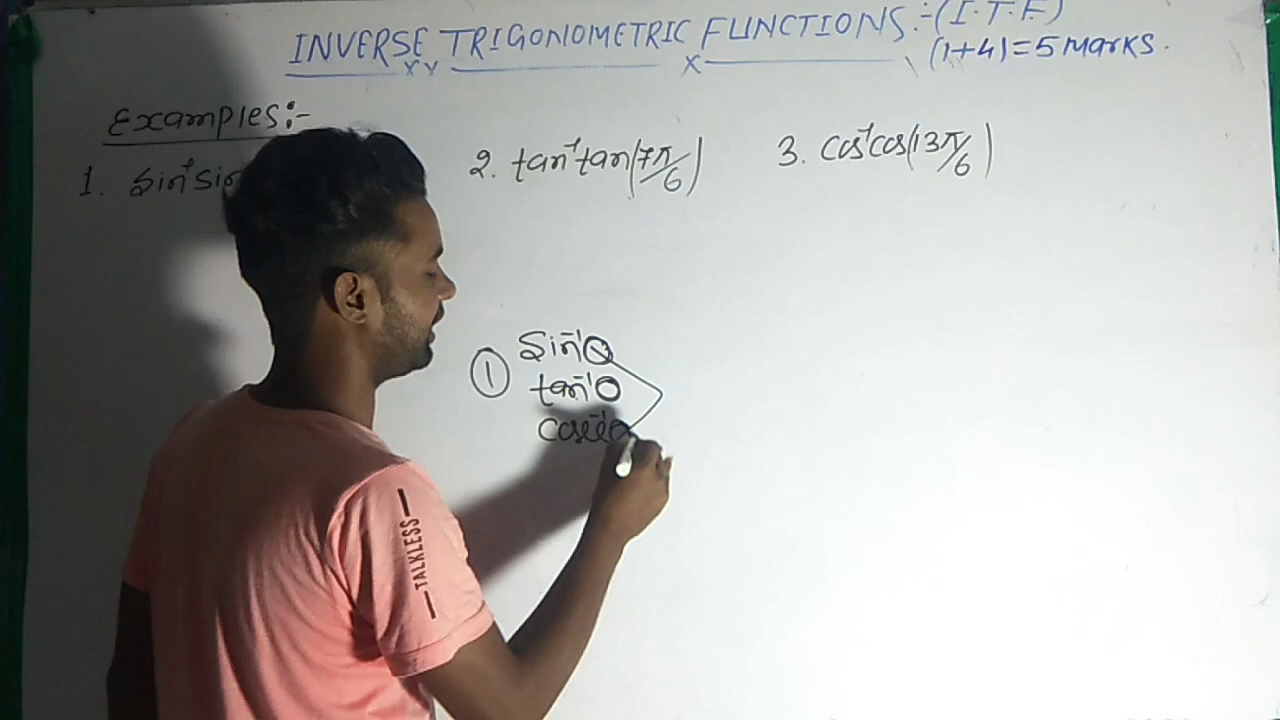 INVERSE TRIGONOMETRIC FUNCTIONS :- (I.T.F.)
(1+4) = 5 Marks.
Examples:-
1. sin⁻¹sin
2. tan⁻¹tan(7π/6)
3. cos⁻¹cos(13π/6)
① sin⁻¹θ
tan⁻¹θ
cosec⁻¹θ
—TALKLESS—